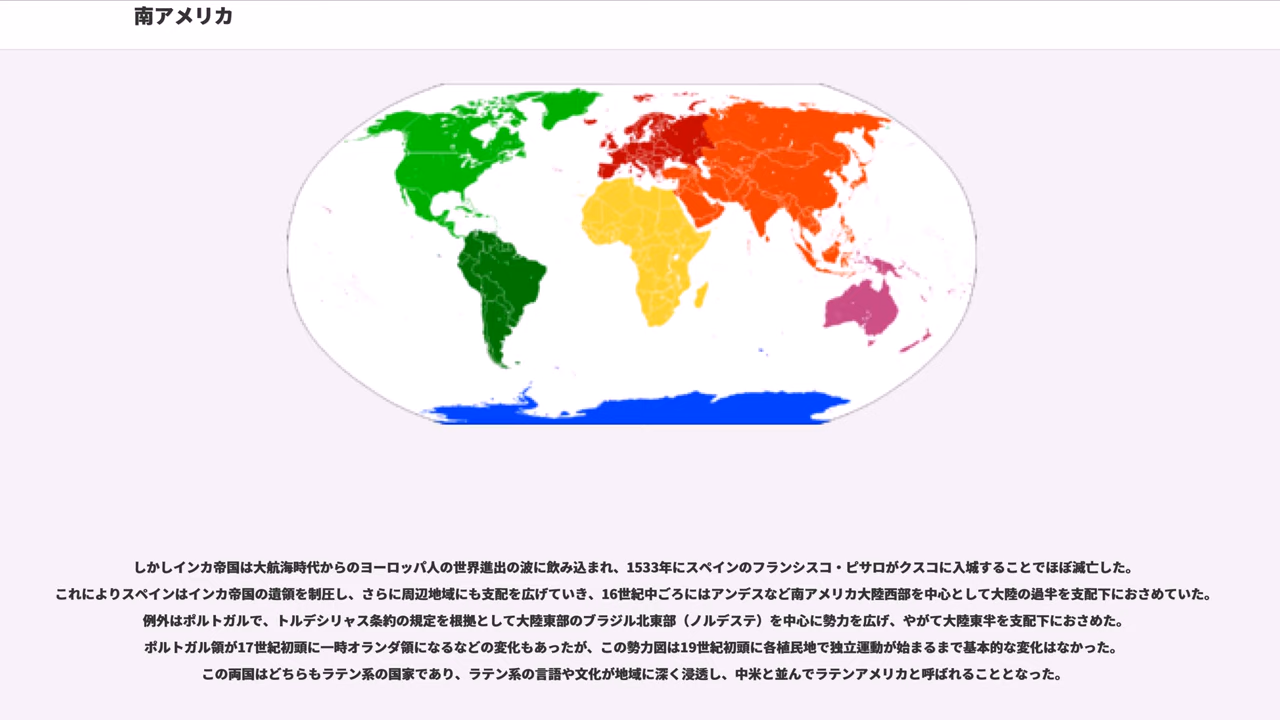 南アメリカ
しかしインカ帝国は大航海時代からのヨーロッパ人の世界進出の波に飲み込まれ、1533年にスペインのフランシスコ・ピサロがクスコに入城することでほぼ滅亡した。
これによりスペインはインカ帝国の遺領を制圧し、さらに周辺地域にも支配を広げていき、16世紀中ごろにはアンデスなど南アメリカ大陸西部を中心として大陸の過半を支配下におさめていた。
例外はポルトガルで、トルデシリャス条約の規定を根拠として大陸東部のブラジル北東部（ノルデステ）を中心に勢力を広げ、やがて大陸東半を支配下におさめた。
ポルトガル領が17世紀初頭に一時オランダ領になるなどの変化もあったが、この勢力図は19世紀初頭に各植民地で独立運動が始まるまで基本的な変化はなかった。
この両国はどちらもラテン系の国家であり、ラテン系の言語や文化が地域に深く浸透し、中米と並んでラテンアメリカと呼ばれることとなった。